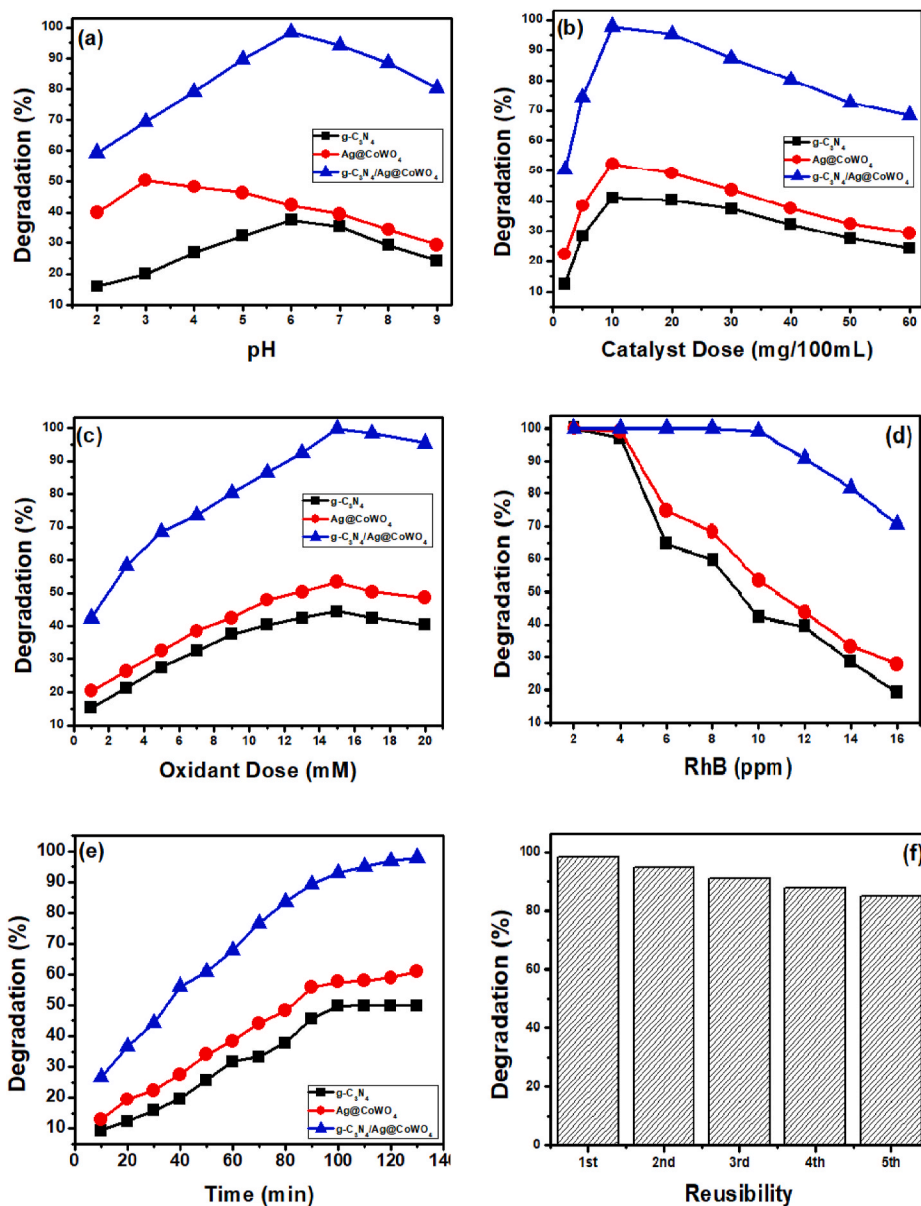 (a)
100
90
80
70
60
50
40
30
20
10
Degradation (%)
g-C₃N₄
Ag@CoWO₄
g-C₃N₄/Ag@CoWO₄
2 3 4 5 6 7 8 9
pH
(b)
100
90
80
70
60
50
40
30
20
10
Degradation (%)
g-C₃N₄
Ag@CoWO₄
g-C₃N₄/Ag@CoWO₄
0 10 20 30 40 50 60
Catalyst Dose (mg/100mL)
(c)
100
90
80
70
60
50
40
30
20
10
Degradation (%)
g-C₃N₄
Ag@CoWO₄
g-C₃N₄/Ag@CoWO₄
0 2 4 6 8 10 12 14 16 18 20
Oxidant Dose (mM)
(d)
100
90
80
70
60
50
40
30
20
10
Degradation (%)
2 4 6 8 10 12 14 16
RhB (ppm)
(e)
100
90
80
70
60
50
40
30
20
10
Degradation (%)
g-C₃N₄
Ag@CoWO₄
g-C₃N₄/Ag@CoWO₄
0 20 40 60 80 100 120 140
Time (min)
(f)
100
80
60
40
20
0
Degradation (%)
1st 2nd 3rd 4th 5th
Reusibility